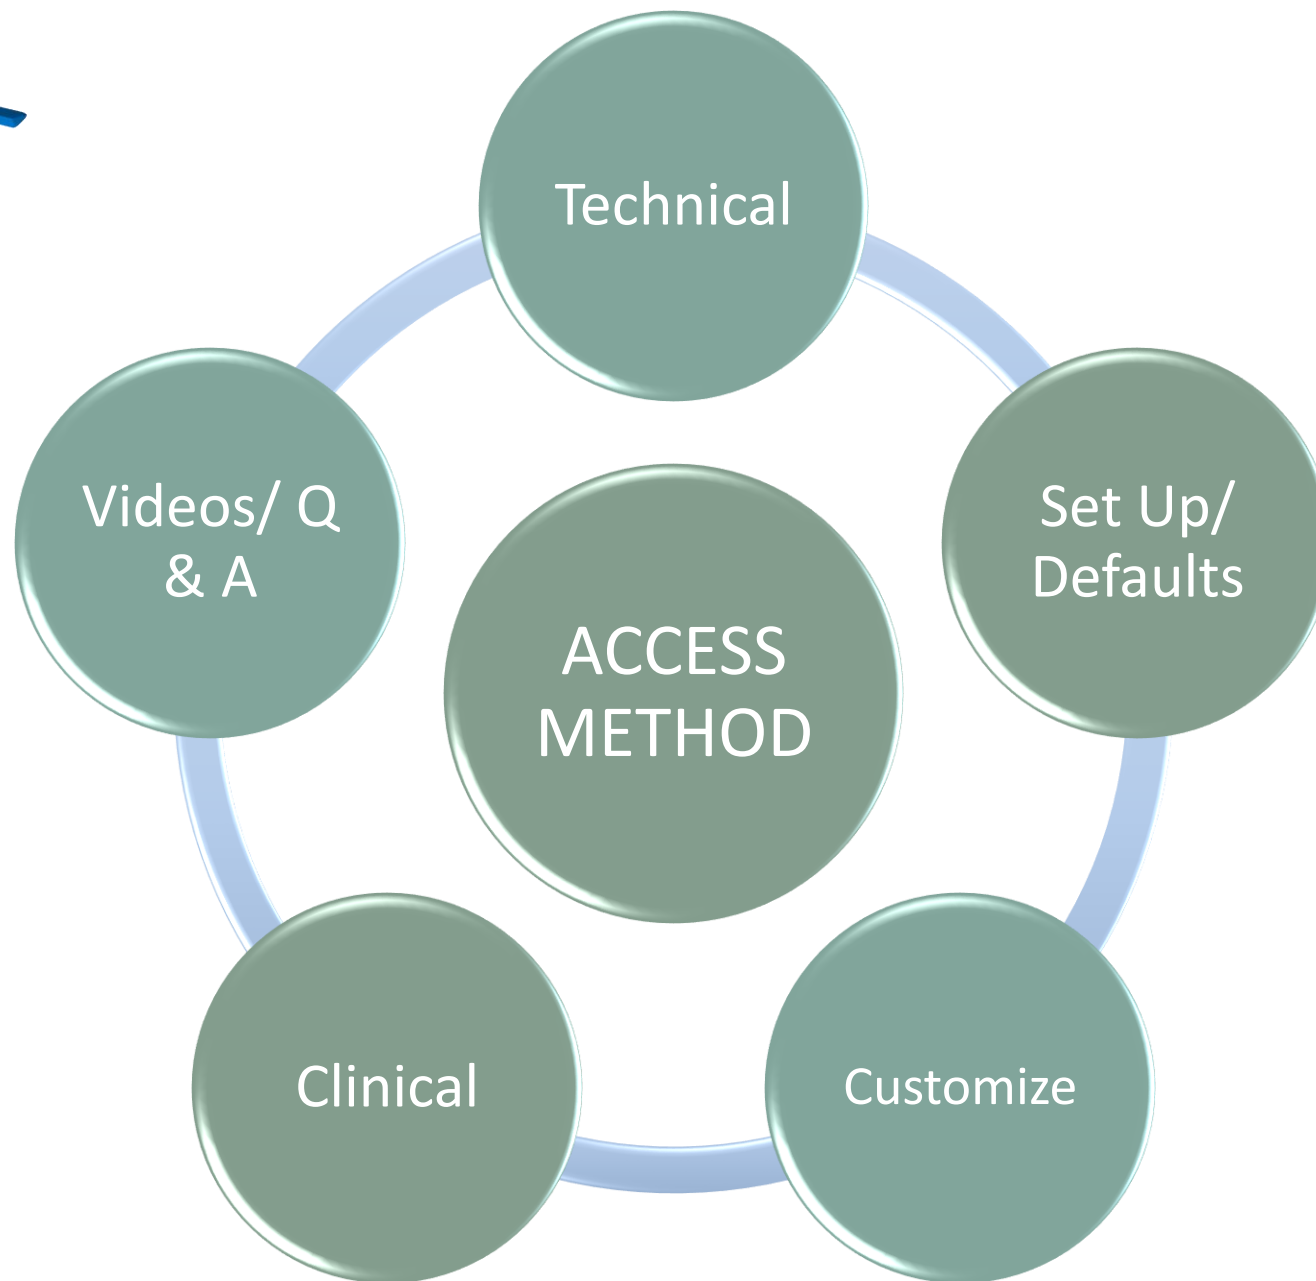 Technical
Videos/ Q
& A
Set Up/
Defaults
ACCESS
METHOD
Clinical
Customize